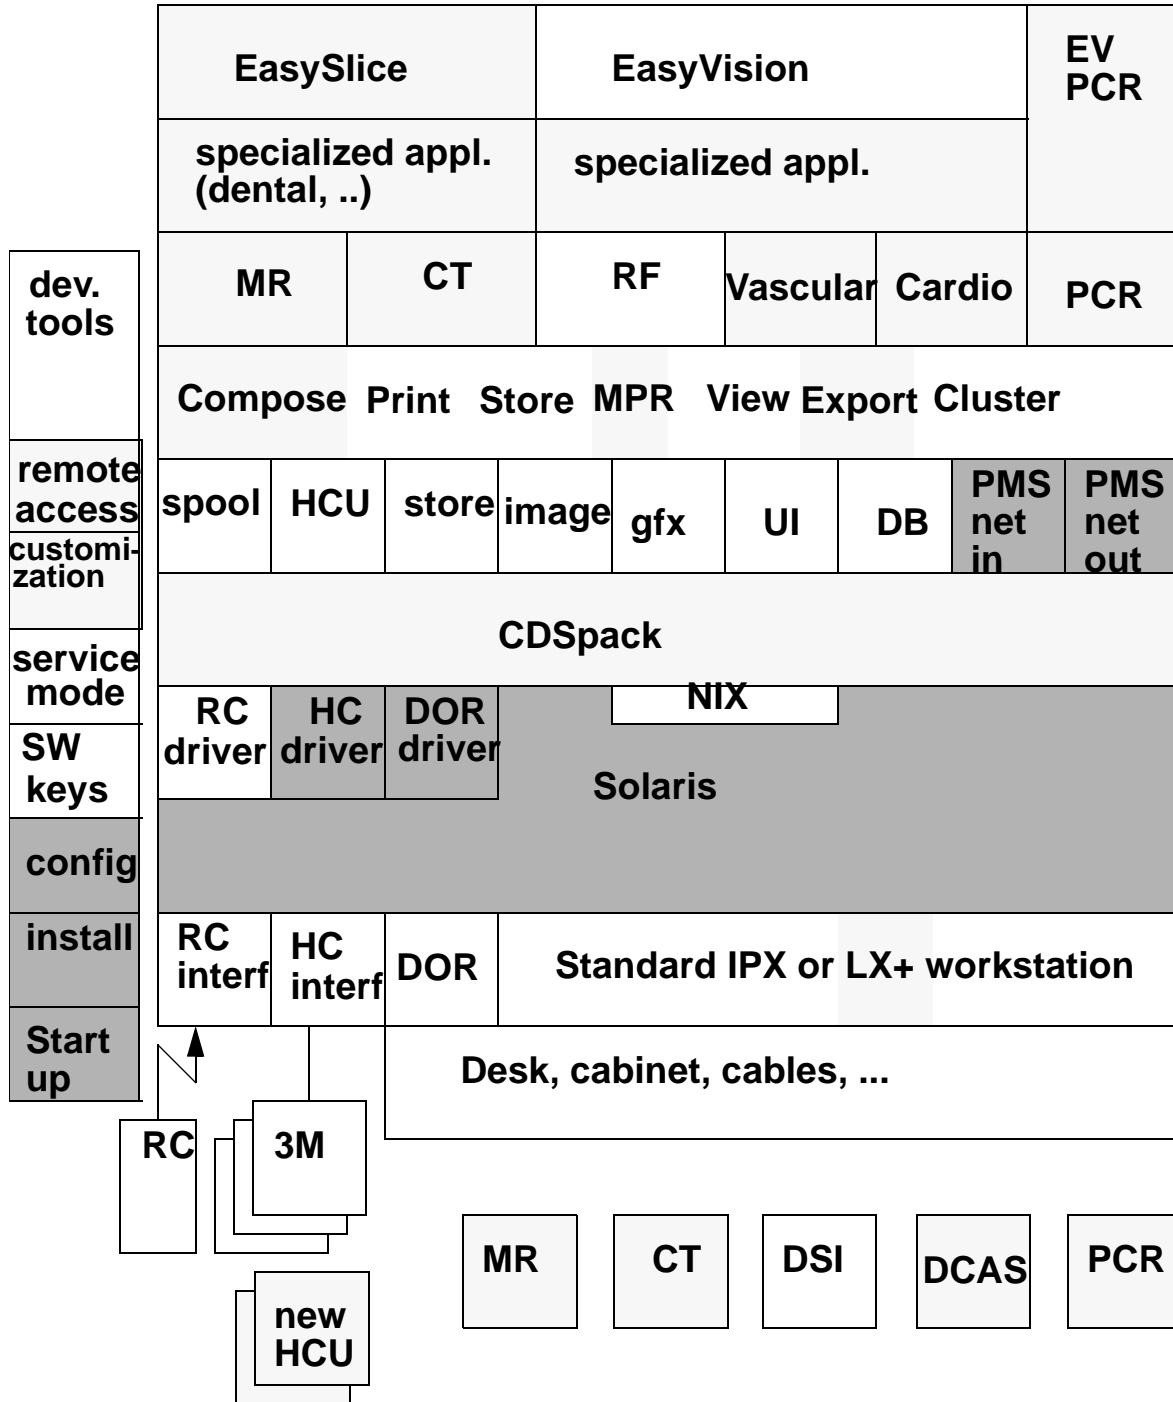 EasySlice
EasyVision
EV
PCR
specialized appl.
(dental, ..)
specialized appl.
MR
CT
RF
Vascular
Cardio
PCR
Compose
Print
Store
MPR
View
Export
Cluster
spool
HCU
store
image
gfx
UI
DB
PMS
net
in
PMS
net
out
CDSpack
RC
driver
HC
driver
DOR
driver
NIX
Solaris
RC
interf
HC
interf
DOR
Standard IPX or LX+ workstation
Desk, cabinet, cables, ...
dev.
tools
remote
access
customi-
zation
service
mode
SW
keys
config
install
Start
up
RC
3M
new
HCU
MR
CT
DSI
DCAS
PCR